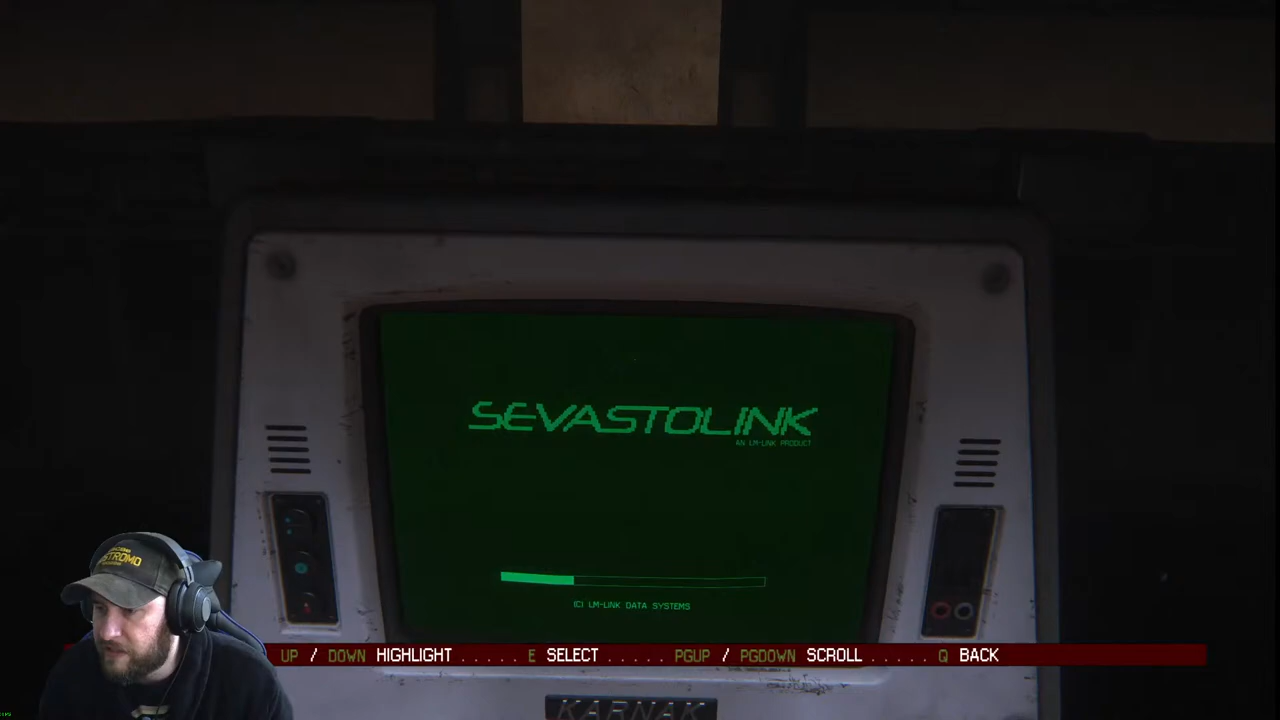 SEVASTOLINK
AN LM-LINK PRODUCT
(C) LM-LINK DATA SYSTEMS
UP / DOWN HIGHLIGHT ..... E SELECT ..... PGUP / PGDOWN SCROLL ..... Q BACK
KARNAK